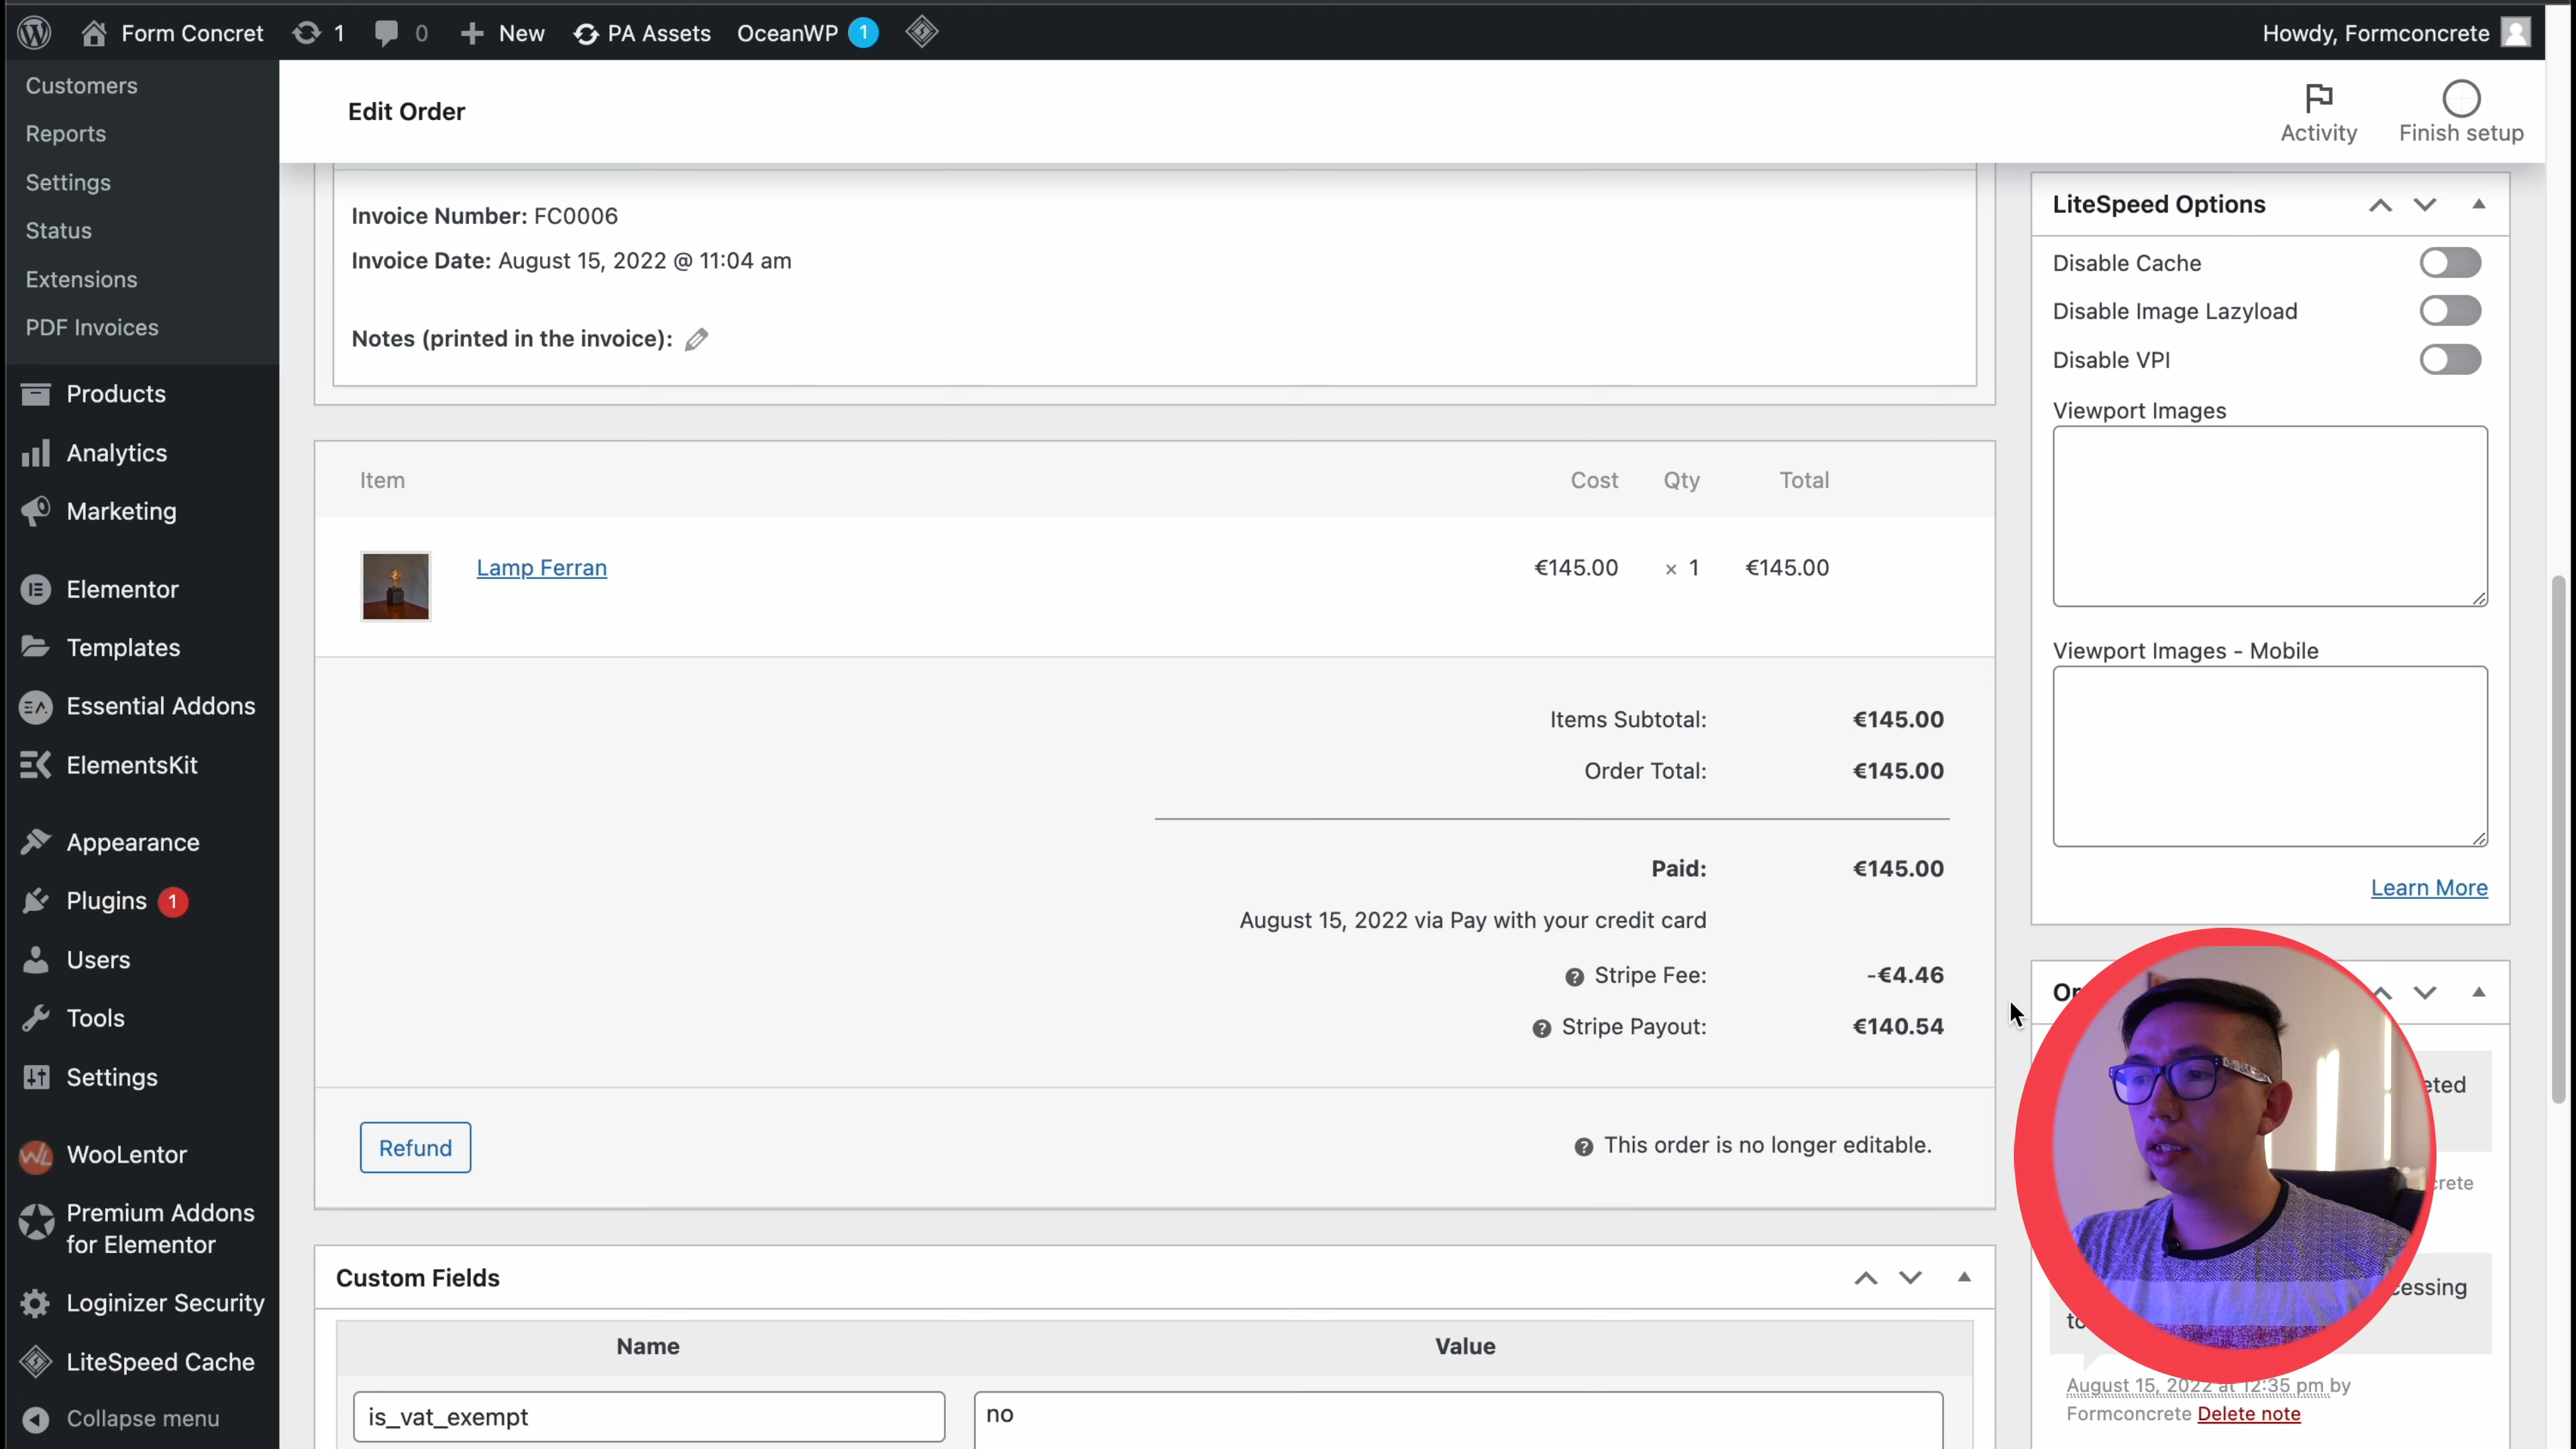 Form Concret 1 0 New PA Assets OceanWP 1 Howdy, Formconcrete
Customers
Reports
Settings
Status
Extensions
PDF Invoices
Products
Analytics
Marketing
Elementor
Templates
Essential Addons
ElementsKit
Appearance
Plugins 1
Users
Tools
Settings
WooLentor
Premium Addons
for Elementor
Loginizer Security
LiteSpeed Cache
Collapse menu
Edit Order
Activity
Finish setup
Invoice Number: FC0006
Invoice Date: August 15, 2022 @ 11:04 am
Notes (printed in the invoice):
Item Cost Qty Total
Lamp Ferran €145.00 × 1 €145.00
Items Subtotal: €145.00
Order Total: €145.00
Paid: €145.00
August 15, 2022 via Pay with your credit card
Stripe Fee: -€4.46
Stripe Payout: €140.54
Refund
This order is no longer editable.
Custom Fields
Name Value
is_vat_exempt no
LiteSpeed Options
Disable Cache
Disable Image Lazyload
Disable VPI
Viewport Images
Viewport Images - Mobile
Learn More
August 15, 2022 at 12:35 pm by
Formconcrete Delete note